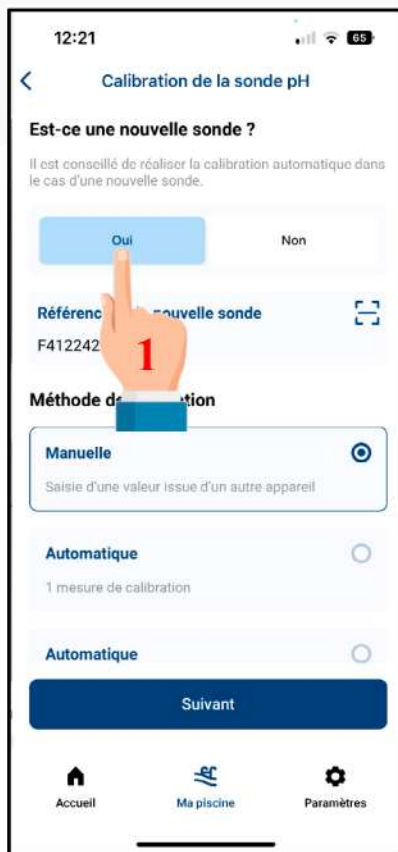 12:21
65
Calibration de la sonde pH
Est-ce une nouvelle sonde ?
Il est conseillé de réaliser la calibration automatique dans
le cas d'une nouvelle sonde.
Oui
Non
nouvelle sonde
F412242
1
Méthode
Manuelle
Saisie d'une valeur issue d'un autre appareil
Automatique
1 mesure de calibration
Automatique
Suivant
Accueil
Ma piscine
Paramètres